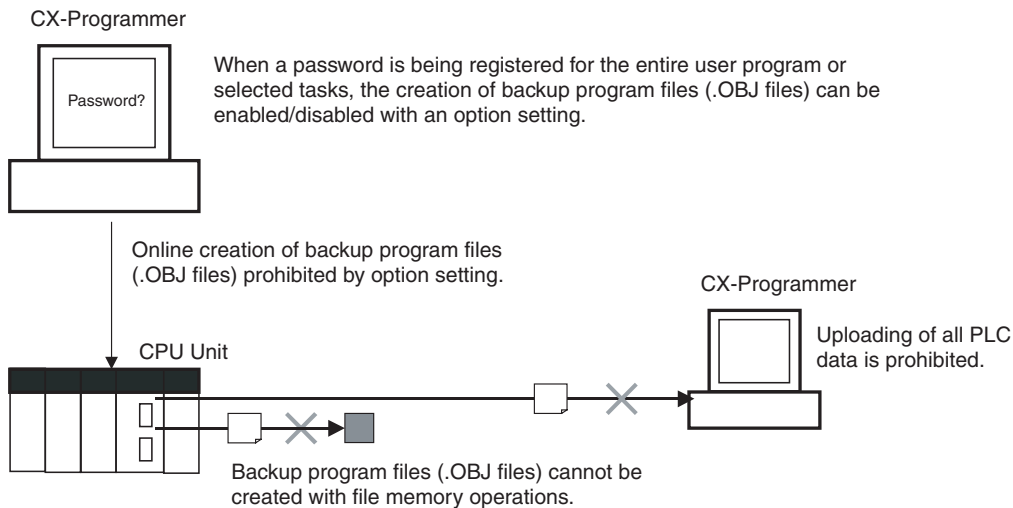 CX-Programmer
Password?
When a password is being registered for the entire user program or
selected tasks, the creation of backup program files (.OBJ files) can be
enabled/disabled with an option setting.
Online creation of backup program files
(.OBJ files) prohibited by option setting.
CX-Programmer
Uploading of all PLC
data is prohibited.
CPU Unit
Backup program files (.OBJ files) cannot be
created with file memory operations.